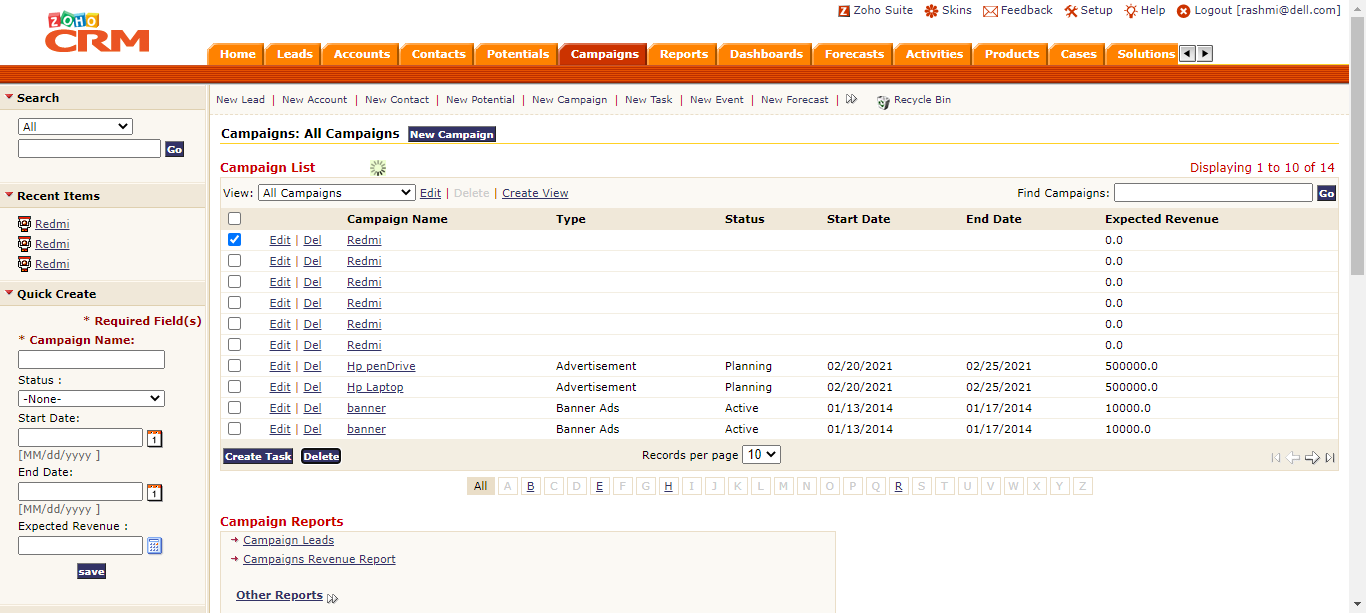 Zoho Suite Skins Feedback Setup Help Logout [rashmi@dell.com]
ZOHO
CRM
Home Leads Accounts Contacts Potentials Campaigns Reports Dashboards Forecasts Activities Products Cases Solutions
Search
All
Go
Recent Items
Redmi
Redmi
Redmi
Quick Create
* Required Field(s)
* Campaign Name:
Status :
-None-
Start Date:
1
[MM/dd/yyyy ]
End Date:
1
[MM/dd/yyyy ]
Expected Revenue :
save
New Lead | New Account | New Contact | New Potential | New Campaign | New Task | New Event | New Forecast | Recycle Bin
Campaigns: All Campaigns New Campaign
Campaign List Displaying 1 to 10 of 14
View: All Campaigns Edit | Delete | Create View Find Campaigns: Go
Campaign Name Type Status Start Date End Date Expected Revenue
Edit | Del Redmi 0.0
Edit | Del Redmi 0.0
Edit | Del Redmi 0.0
Edit | Del Redmi 0.0
Edit | Del Redmi 0.0
Edit | Del Redmi 0.0
Edit | Del Hp penDrive Advertisement Planning 02/20/2021 02/25/2021 500000.0
Edit | Del Hp Laptop Advertisement Planning 02/20/2021 02/25/2021 500000.0
Edit | Del banner Banner Ads Active 01/13/2014 01/17/2014 10000.0
Edit | Del banner Banner Ads Active 01/13/2014 01/17/2014 10000.0
Create Task Delete Records per page 10
All A B C D E F G H I J K L M N O P Q R S T U V W X Y Z
Campaign Reports
Campaign Leads
Campaigns Revenue Report
Other Reports